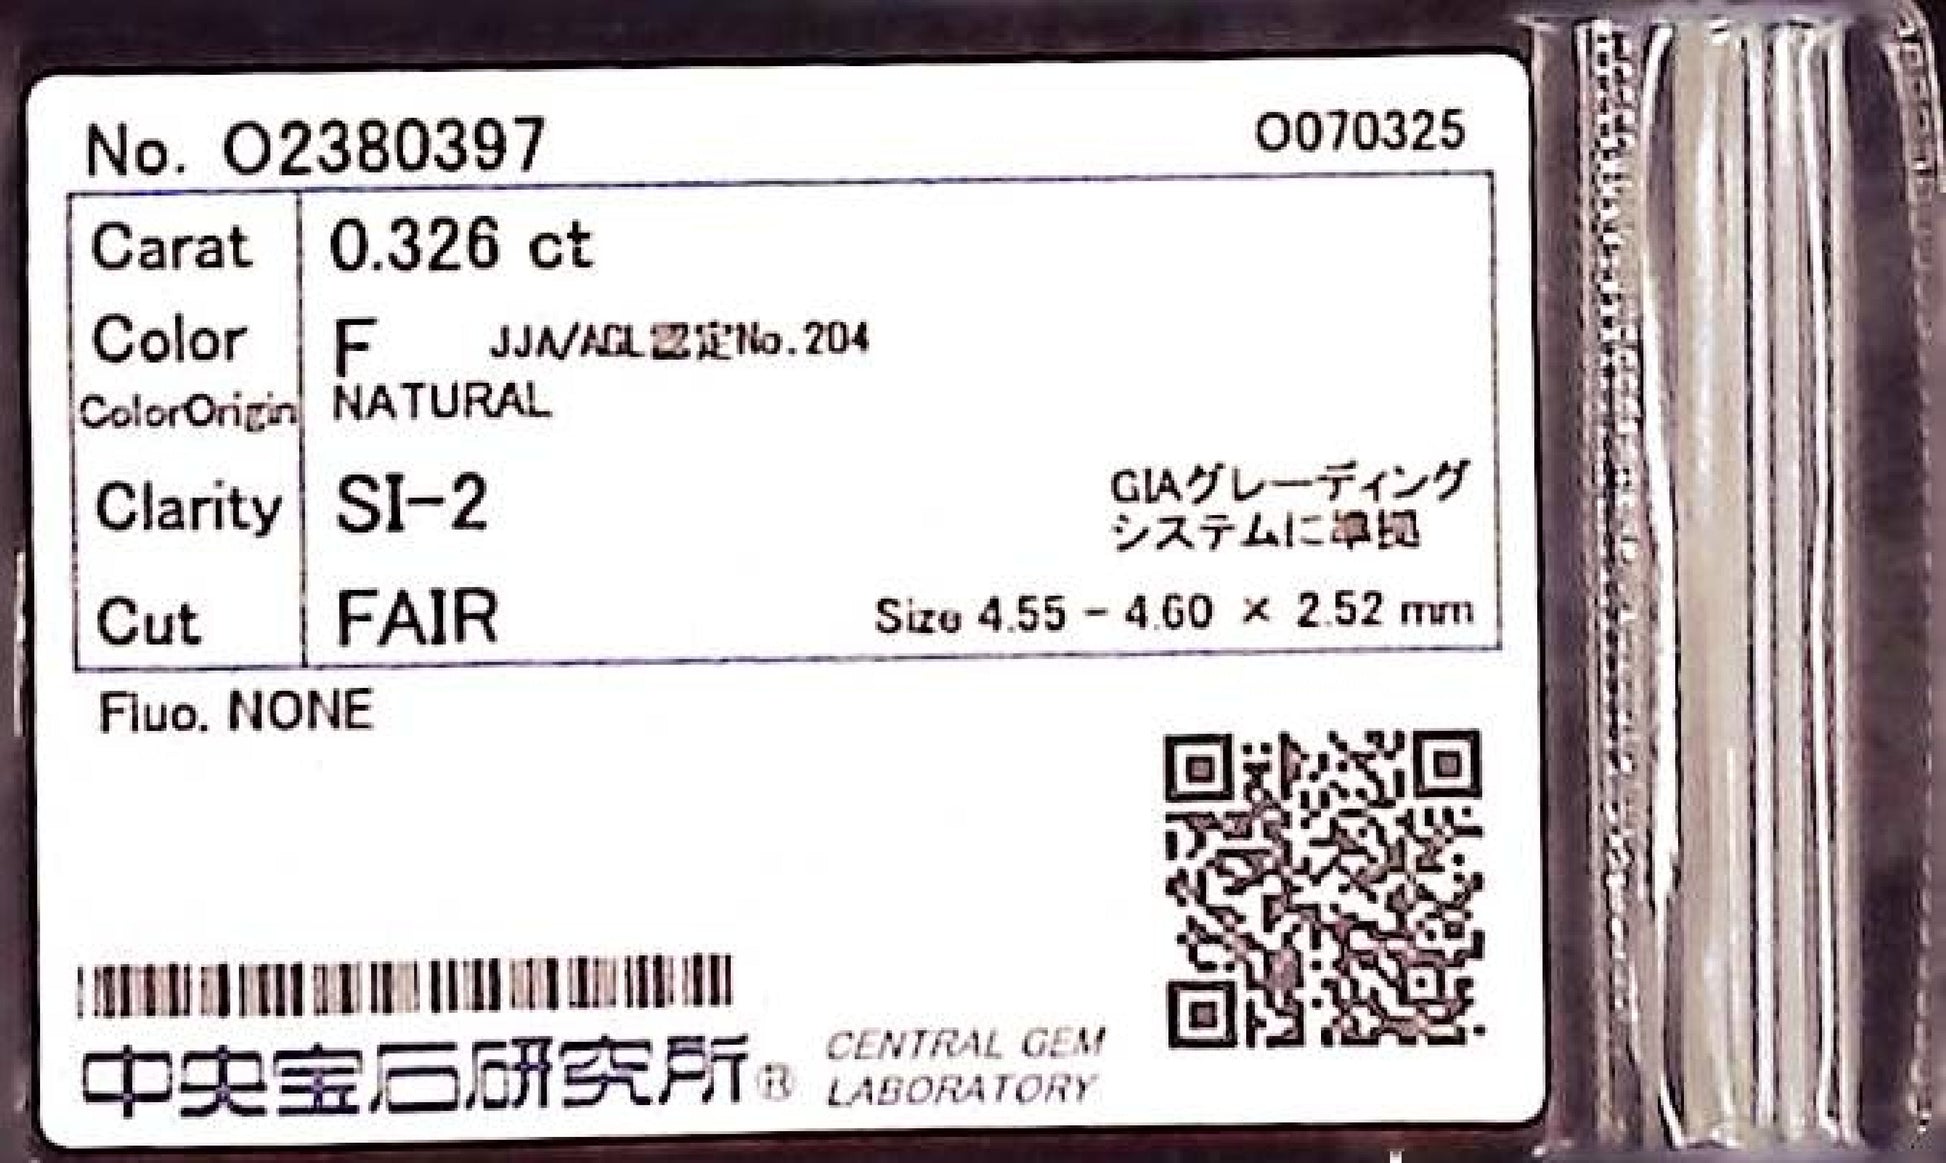 No. O2380397
O070325
Carat 0.326 ct
Color F JJA/AGL認定No.204
ColorOrigin NATURAL
Clarity SI-2
GIAグレーディング
システムに準拠
Cut FAIR
Size 4.55 - 4.60 × 2.52 mm
Fluo. NONE
中央宝石研究所®
CENTRAL GEM
LABORATORY